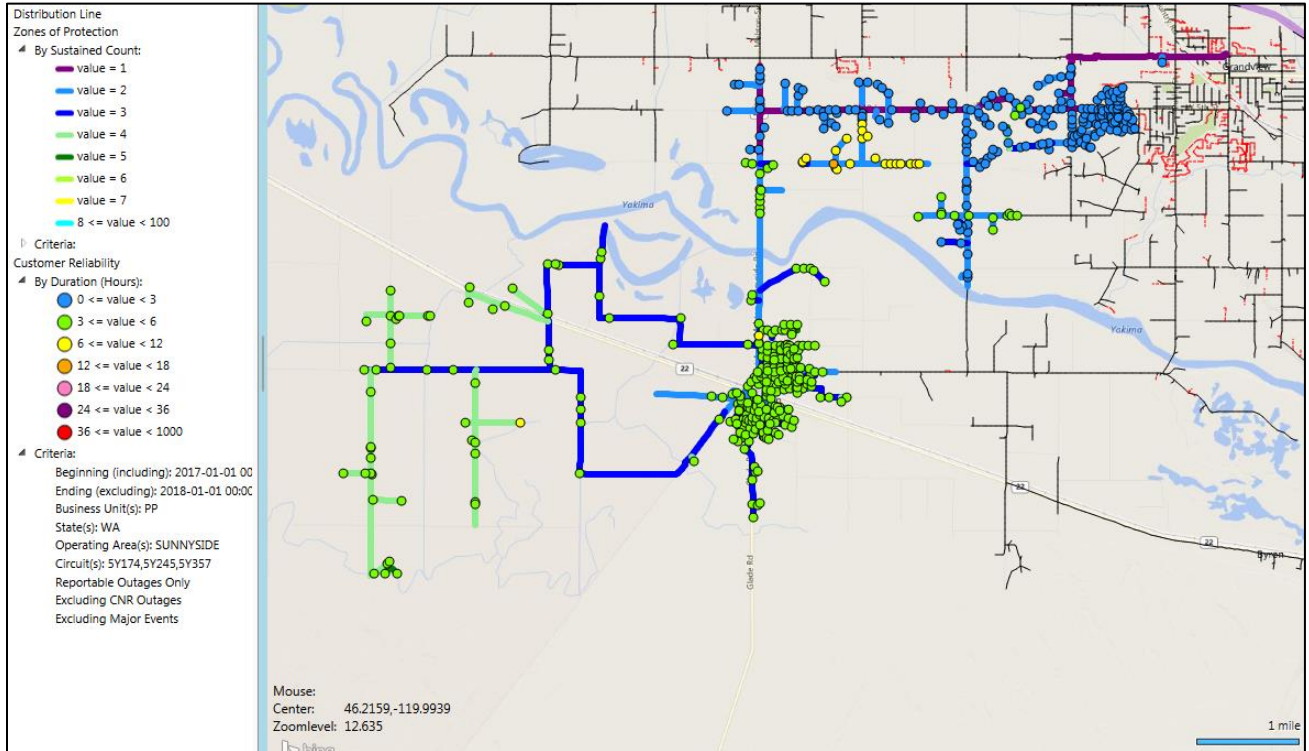 Distribution Line
Zones of Protection
By Sustained Count:
value = 1
value = 2
value = 3
value = 4
value = 5
value = 6
value = 7
8 <= value < 100
Criteria:
Customer Reliability
By Duration (Hours):
0 <= value < 3
3 <= value < 6
6 <= value < 12
12 <= value < 18
18 <= value < 24
24 <= value < 36
36 <= value < 1000
Criteria:
Beginning (including): 2017-01-01 00
Ending (excluding): 2018-01-01 00:00
Business Unit(s): PP
State(s): WA
Operating Area(s): SUNNYSIDE
Circuit(s): 5Y174,5Y245,5Y357
Reportable Outages Only
Excluding CNR Outages
Excluding Major Events
Grandview
Yakima
Yakima
22
22
22
Byron
Glade Rd
Mouse:
Center: 46.2159,-119.9939
Zoomlevel: 12.635
1 mile